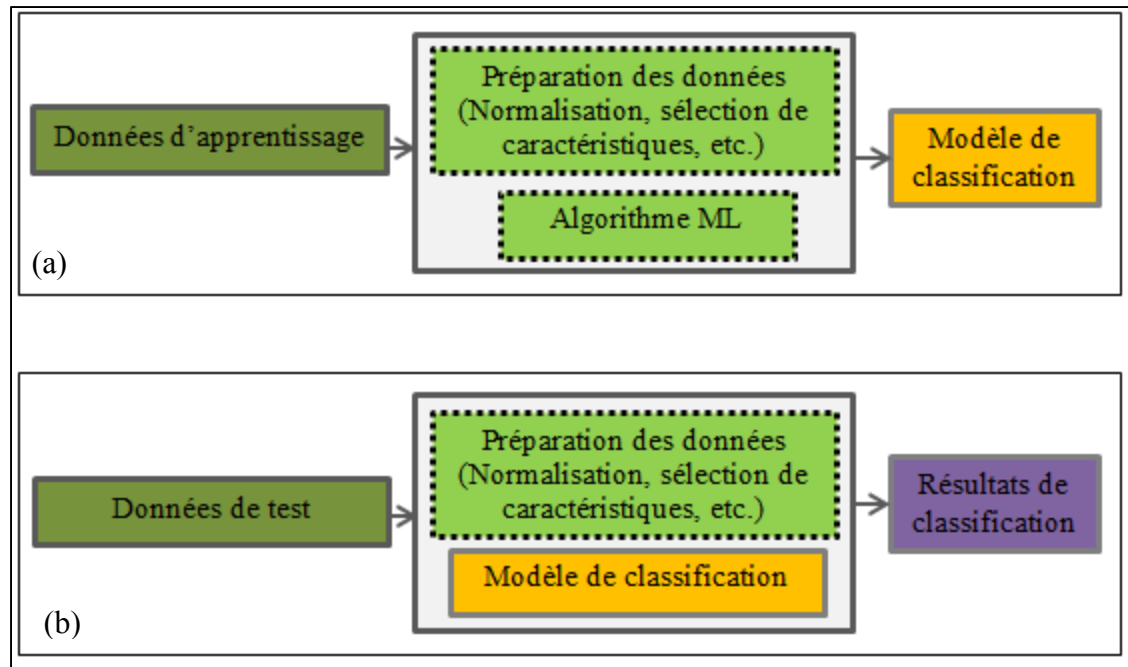 Données d’apprentissage
Préparation des données
(Normalisation, sélection de
caractéristiques, etc.)
Algorithme ML
Modèle de
classification
(a)
Données de test
Préparation des données
(Normalisation, sélection de
caractéristiques, etc.)
Modèle de classification
Résultats de
classification
(b)